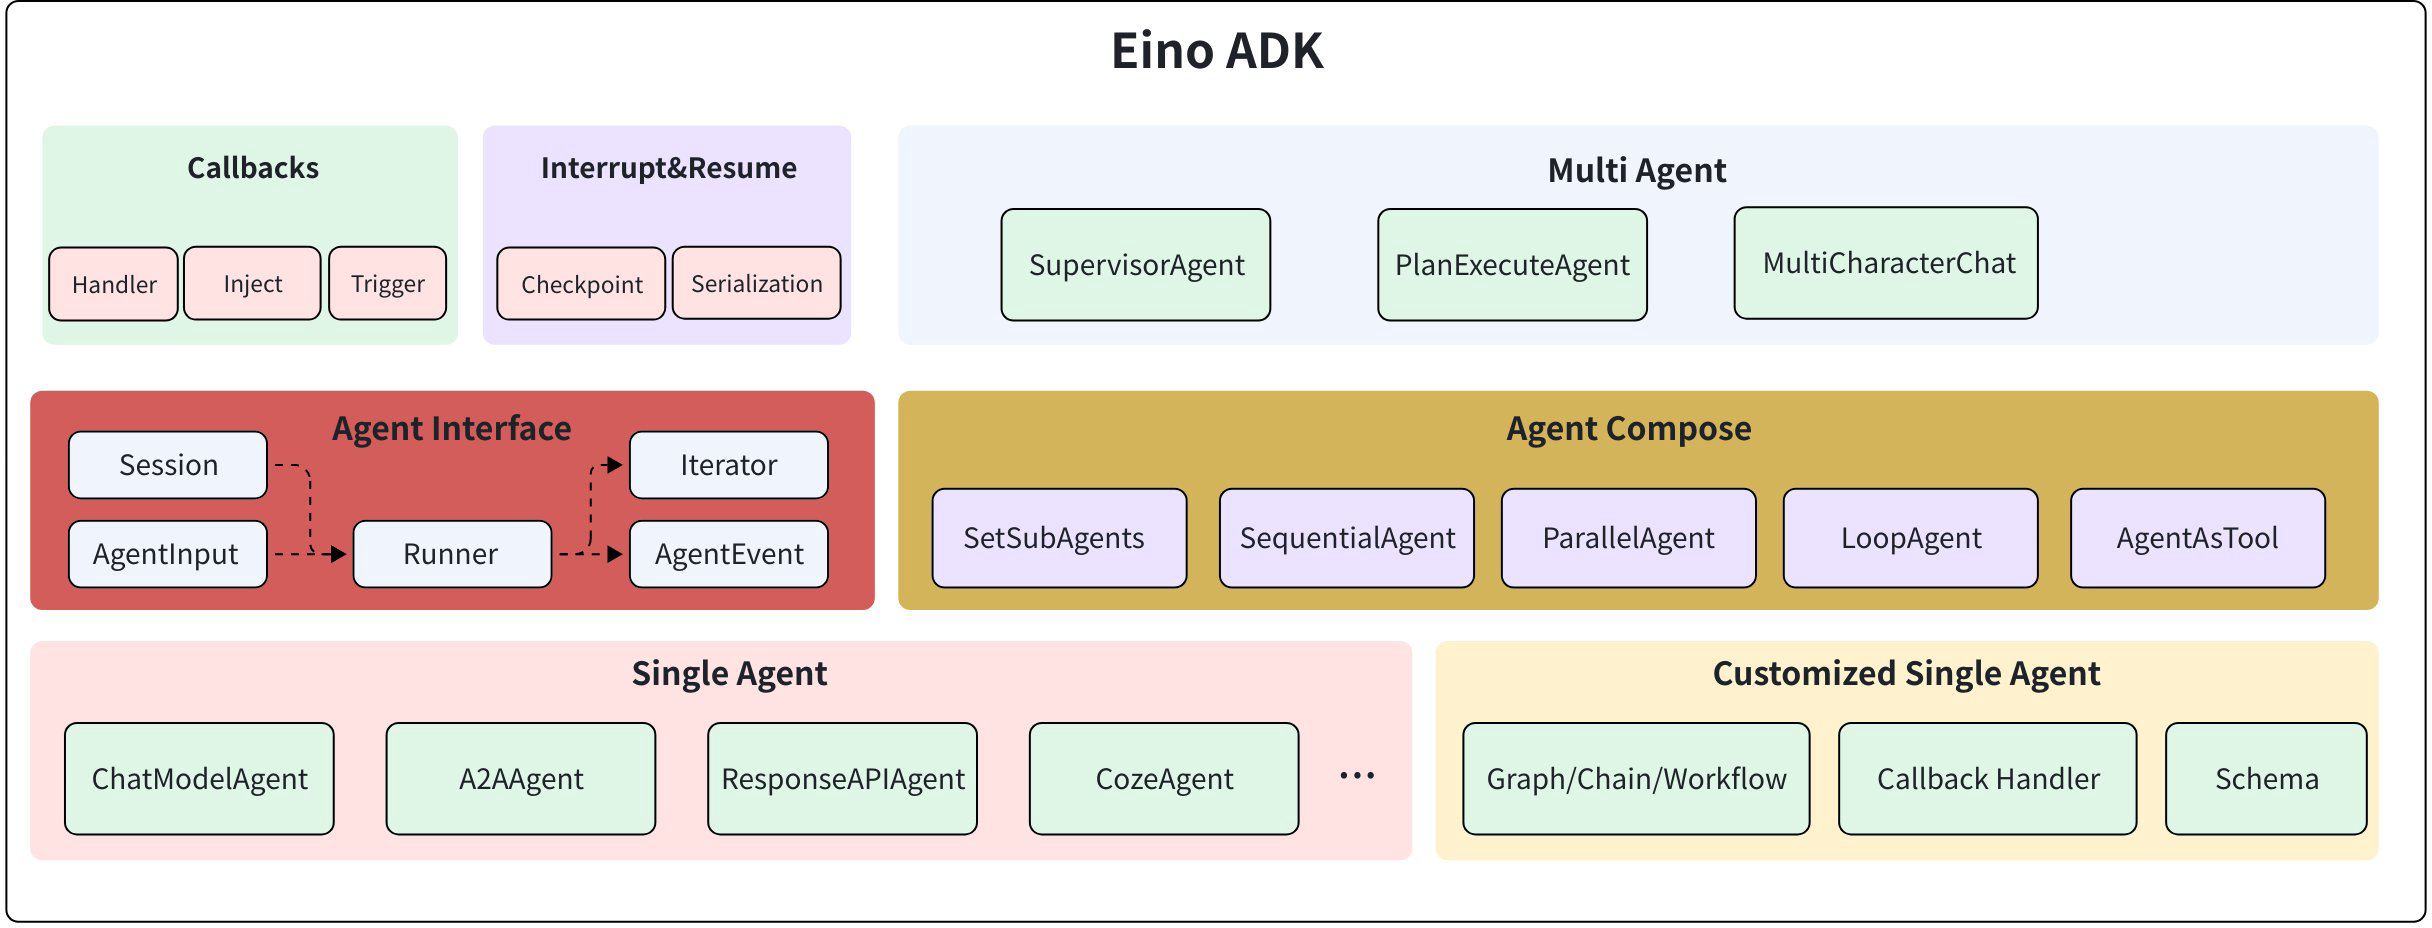 Eino ADK
Callbacks
Handler
Inject
Trigger
Interrupt&Resume
Checkpoint
Serialization
Multi Agent
SupervisorAgent
PlanExecuteAgent
MultiCharacterChat
Agent Interface
Session
Iterator
AgentInput
Runner
AgentEvent
Agent Compose
SetSubAgents
SequentialAgent
ParallelAgent
LoopAgent
AgentAsTool
Single Agent
ChatModelAgent
A2AAgent
ResponseAPIAgent
CozeAgent
...
Customized Single Agent
Graph/Chain/Workflow
Callback Handler
Schema